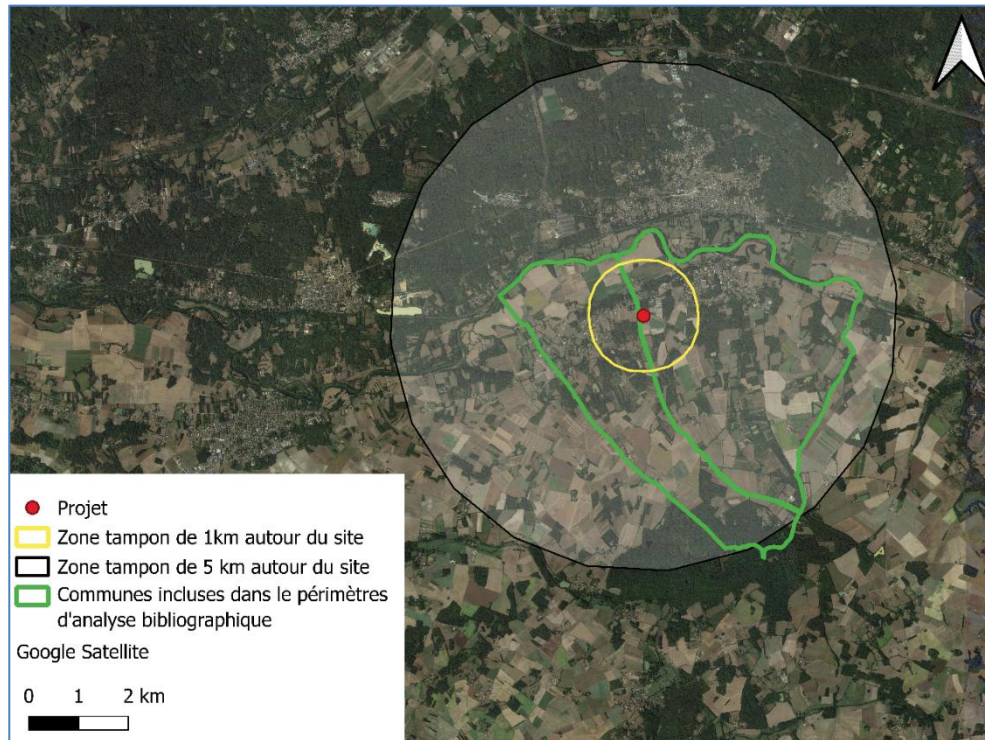 Projet
Zone tampon de 1km autour du site
Zone tampon de 5 km autour du site
Communes incluses dans le périmètres
d'analyse bibliographique
Google Satellite
0 1 2 km